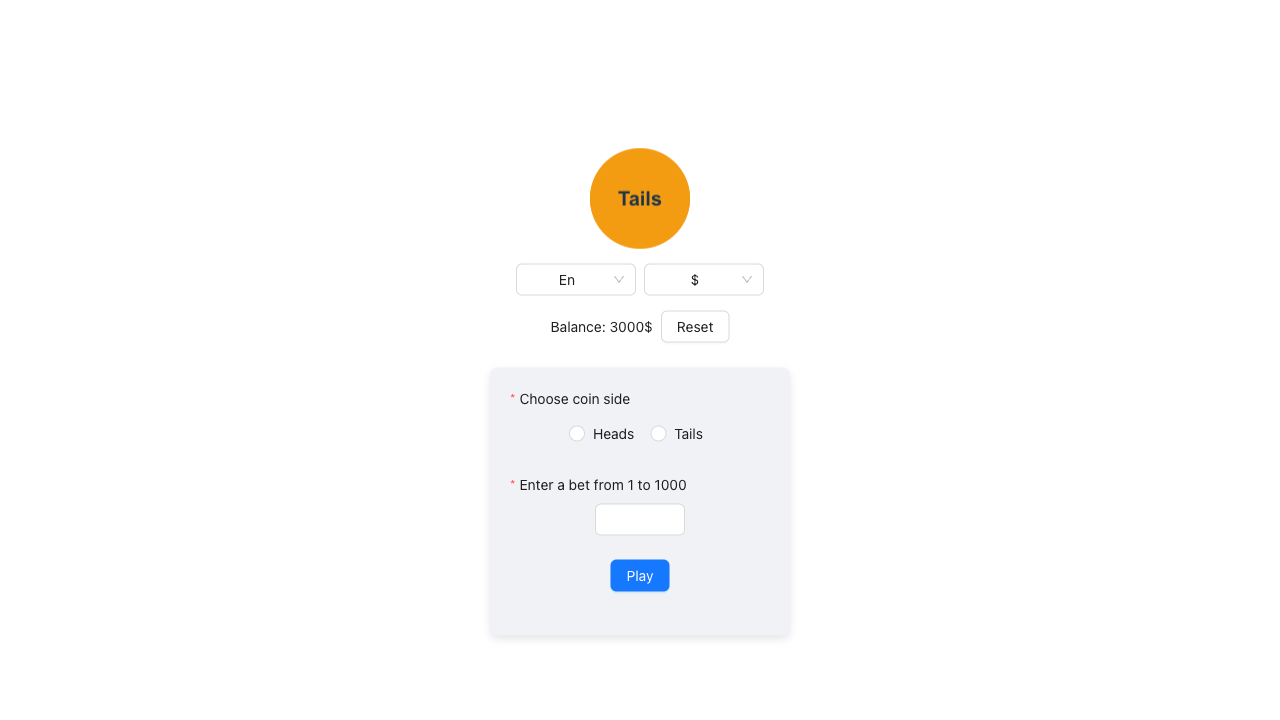 Tails
En $
Balance: 3000$ Reset
* Choose coin side
Heads Tails
* Enter a bet from 1 to 1000
Play